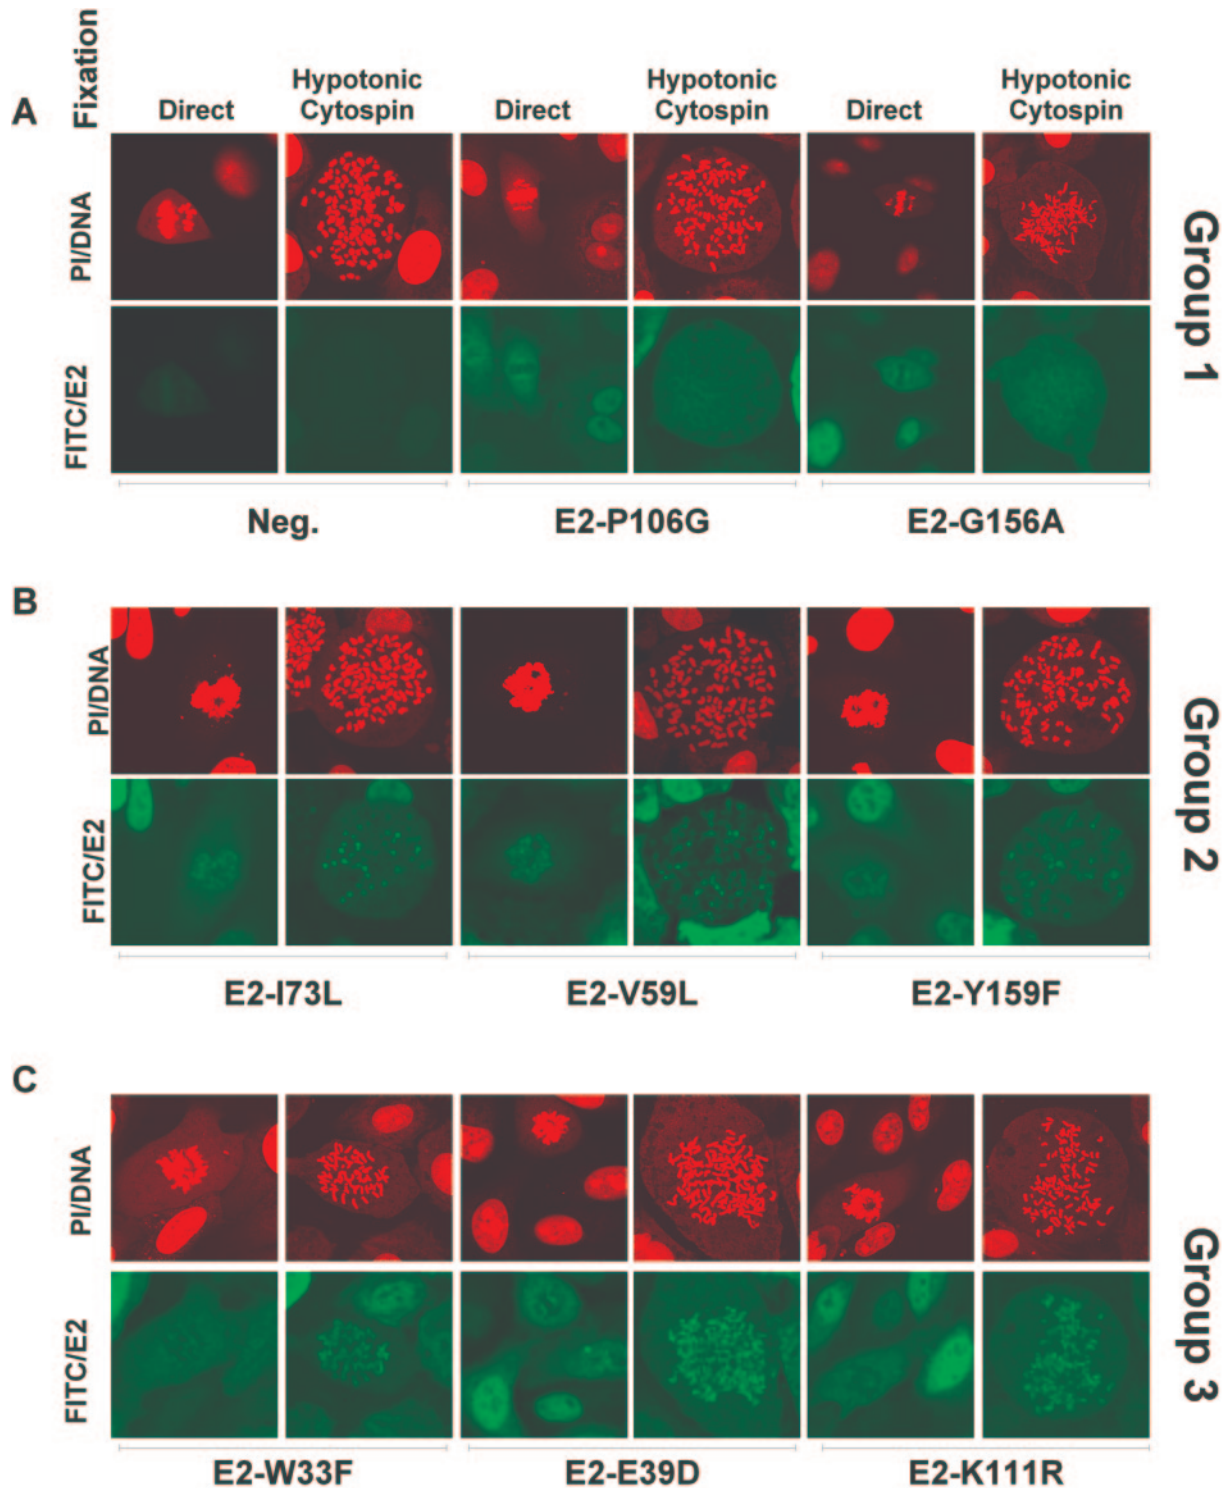 Fixation
A
Direct
Hypotonic
Cytospin
Direct
Hypotonic
Cytospin
Direct
Hypotonic
Cytospin
PI/DNA
FITC/E2
Group 1
Neg.
E2-P106G
E2-G156A
B
PI/DNA
FITC/E2
Group 2
E2-I73L
E2-V59L
E2-Y159F
C
PI/DNA
FITC/E2
Group 3
E2-W33F
E2-E39D
E2-K111R